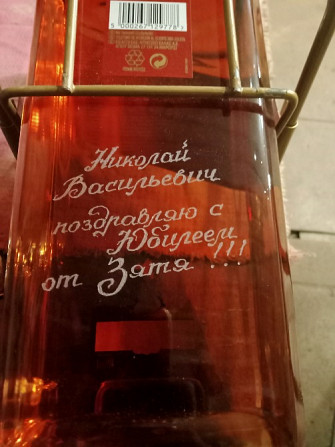 Николай
Васильевич
поздравляю с
Юбилеем
от Зятя !!!